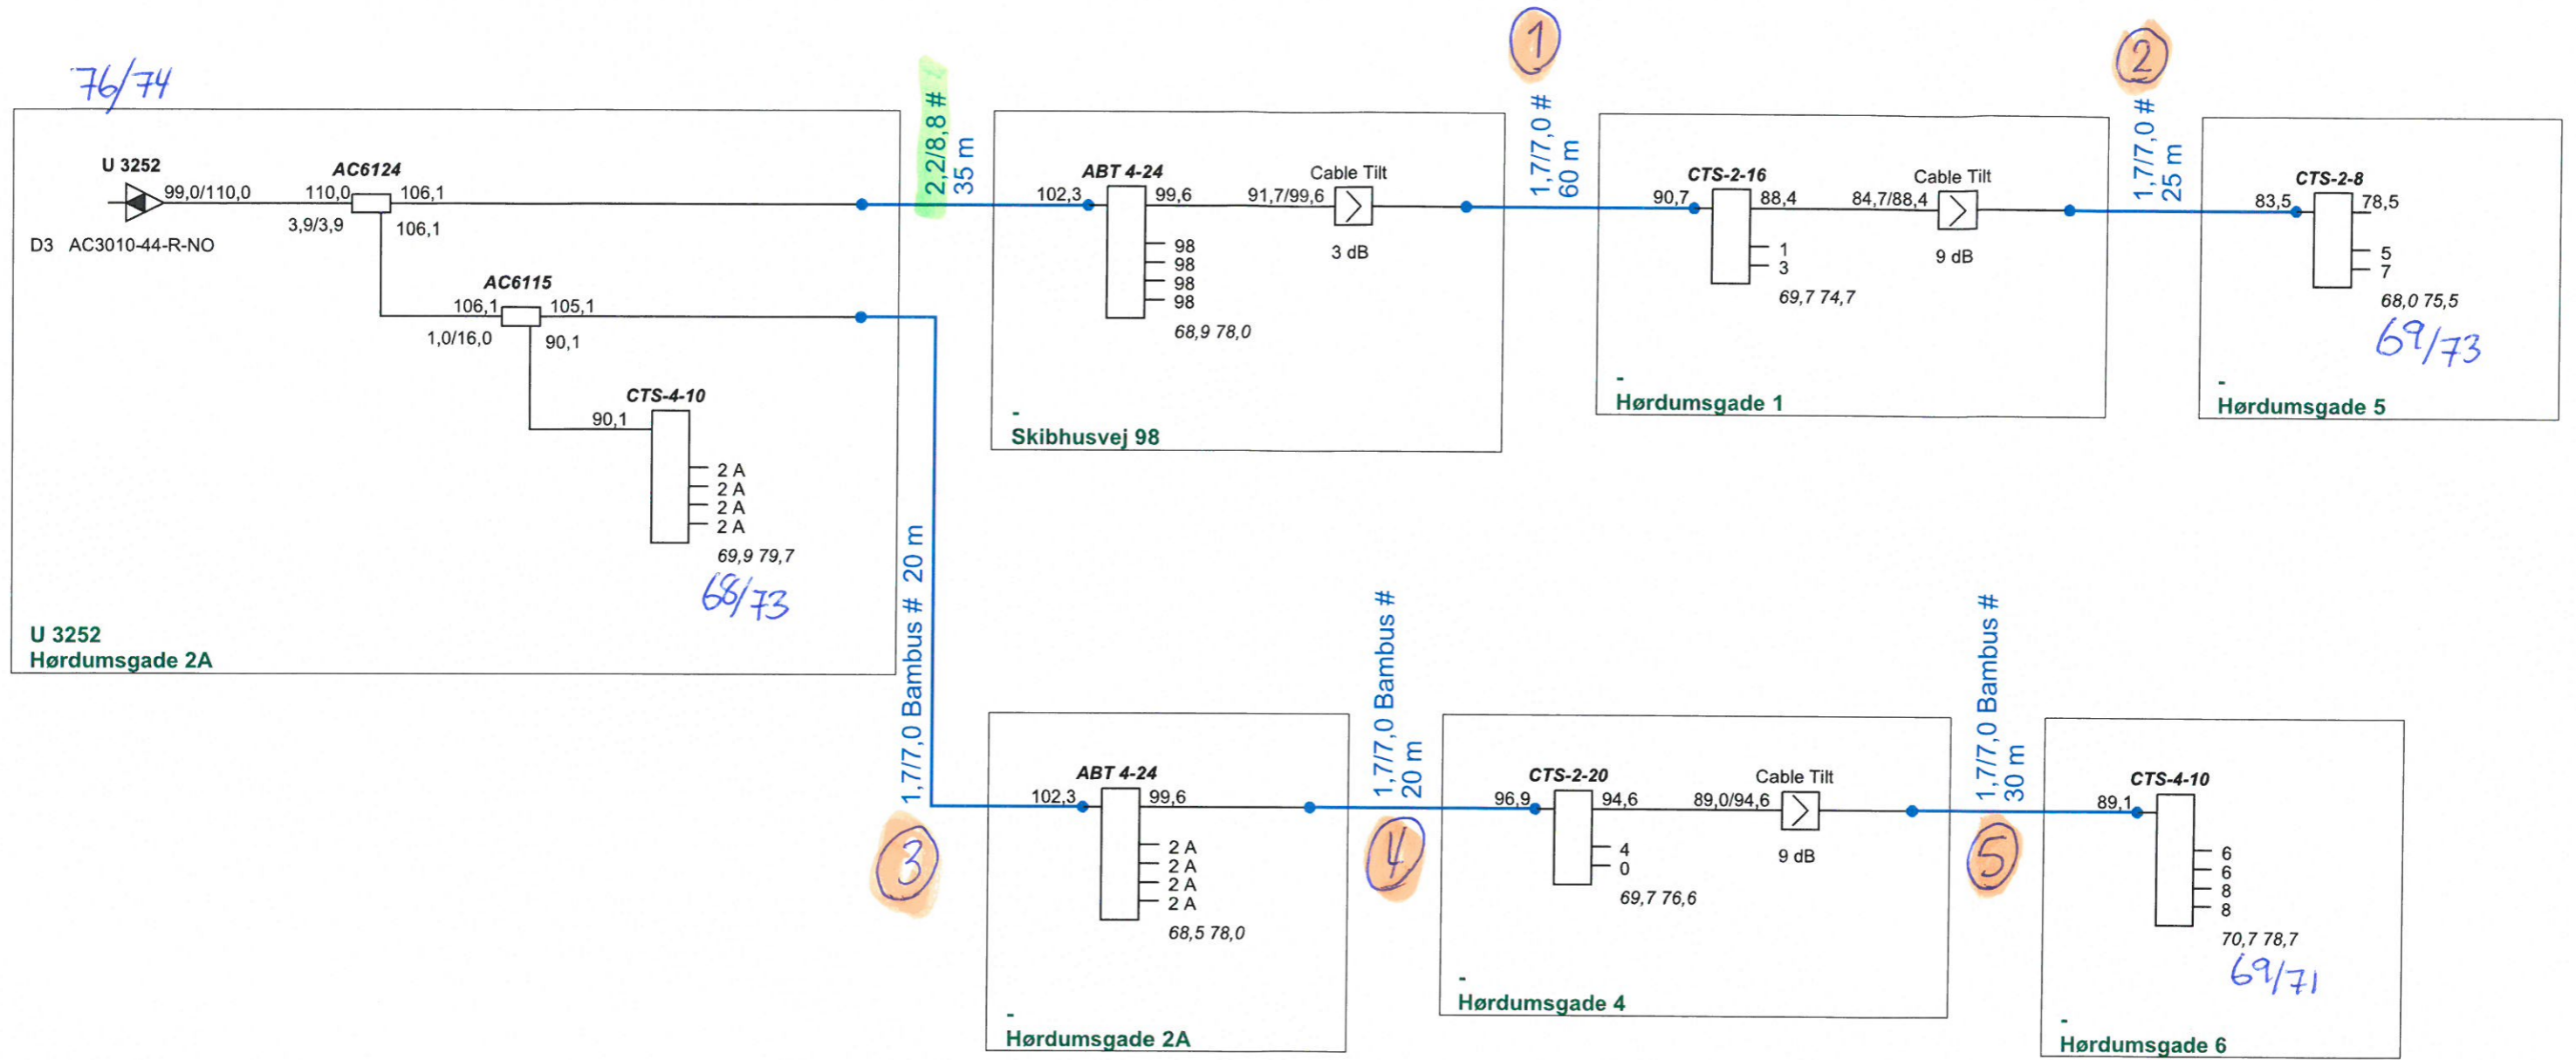 76/74
U 3252
99,0/110,0
D3 AC3010-44-R-NO
AC6124
110,0
106,1
3,9/3,9
106,1
AC6115
106,1
105,1
1,0/16,0
90,1
CTS-4-10
90,1
2 A
2 A
2 A
2 A
69,9 79,7
68/73
U 3252
Hørdumsgade 2A
2,2/8,8 #
35 m
ABT 4-24
102,3
99,6
98
98
98
98
68,9 78,0
91,7/99,6
Cable Tilt
3 dB
-
Skibhusvej 98
1
1,7/7,0 #
60 m
CTS-2-16
90,7
88,4
1
3
69,7 74,7
84,7/88,4
Cable Tilt
9 dB
-
Hørdumsgade 1
2
1,7/7,0 #
25 m
CTS-2-8
83,5
78,5
5
7
68,0 75,5
69/73
-
Hørdumsgade 5
1,7/7,0 Bambus # 20 m
3
ABT 4-24
102,3
99,6
2 A
2 A
2 A
2 A
68,5 78,0
-
Hørdumsgade 2A
1,7/7,0 Bambus #
20 m
4
CTS-2-20
96,9
94,6
4
0
69,7 76,6
89,0/94,6
Cable Tilt
9 dB
-
Hørdumsgade 4
1,7/7,0 Bambus #
30 m
5
CTS-4-10
89,1
6
6
8
8
70,7 78,7
69/71
-
Hørdumsgade 6